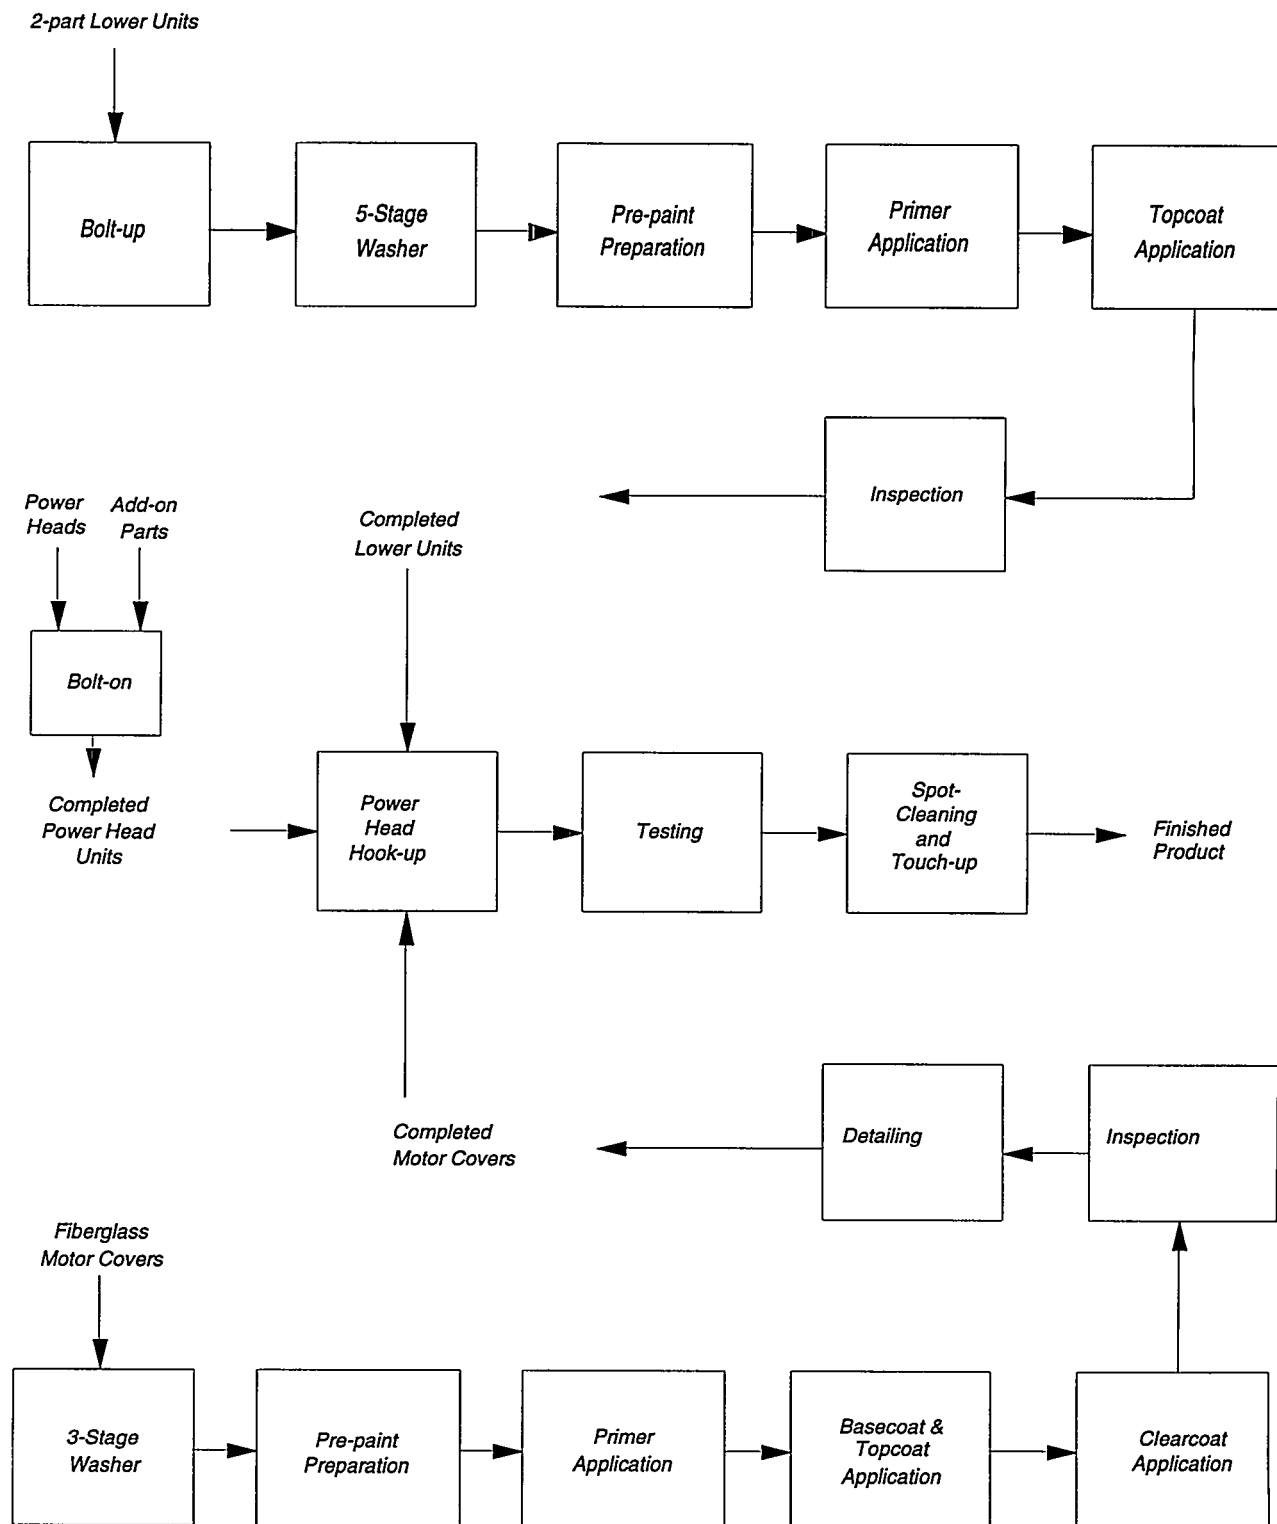 2-part Lower Units
Bolt-up
5-Stage
Washer
Pre-paint
Preparation
Primer
Application
Topcoat
Application
Inspection
Power
Heads
Add-on
Parts
Completed
Lower Units
Bolt-on
Completed
Power Head
Units
Power
Head
Hook-up
Testing
Spot-
Cleaning
and
Touch-up
Finished
Product
Completed
Motor Covers
Detailing
Inspection
Fiberglass
Motor Covers
3-Stage
Washer
Pre-paint
Preparation
Primer
Application
Basecoat &
Topcoat
Application
Clearcoat
Application